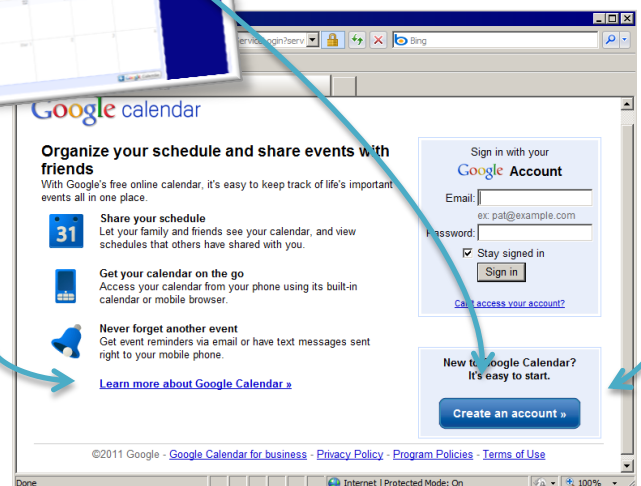 erviceLogin?serv
Bing
Google calendar
Organize your schedule and share events with
friends
With Google's free online calendar, it's easy to keep track of life's important
events all in one place.
31
Share your schedule
Let your family and friends see your calendar, and view
schedules that others have shared with you.
Get your calendar on the go
Access your calendar from your phone using its built-in
calendar or mobile browser.
Never forget another event
Get event reminders via email or have text messages sent
right to your mobile phone.
Learn more about Google Calendar »
Sign in with your
Google Account
Email:
ex: pat@example.com
Password:
Stay signed in
Sign in
Can't access your account?
New to Google Calendar?
It's easy to start.
Create an account »
©2011 Google - Google Calendar for business - Privacy Policy - Program Policies - Terms of Use
Done
Internet | Protected Mode: On
100%